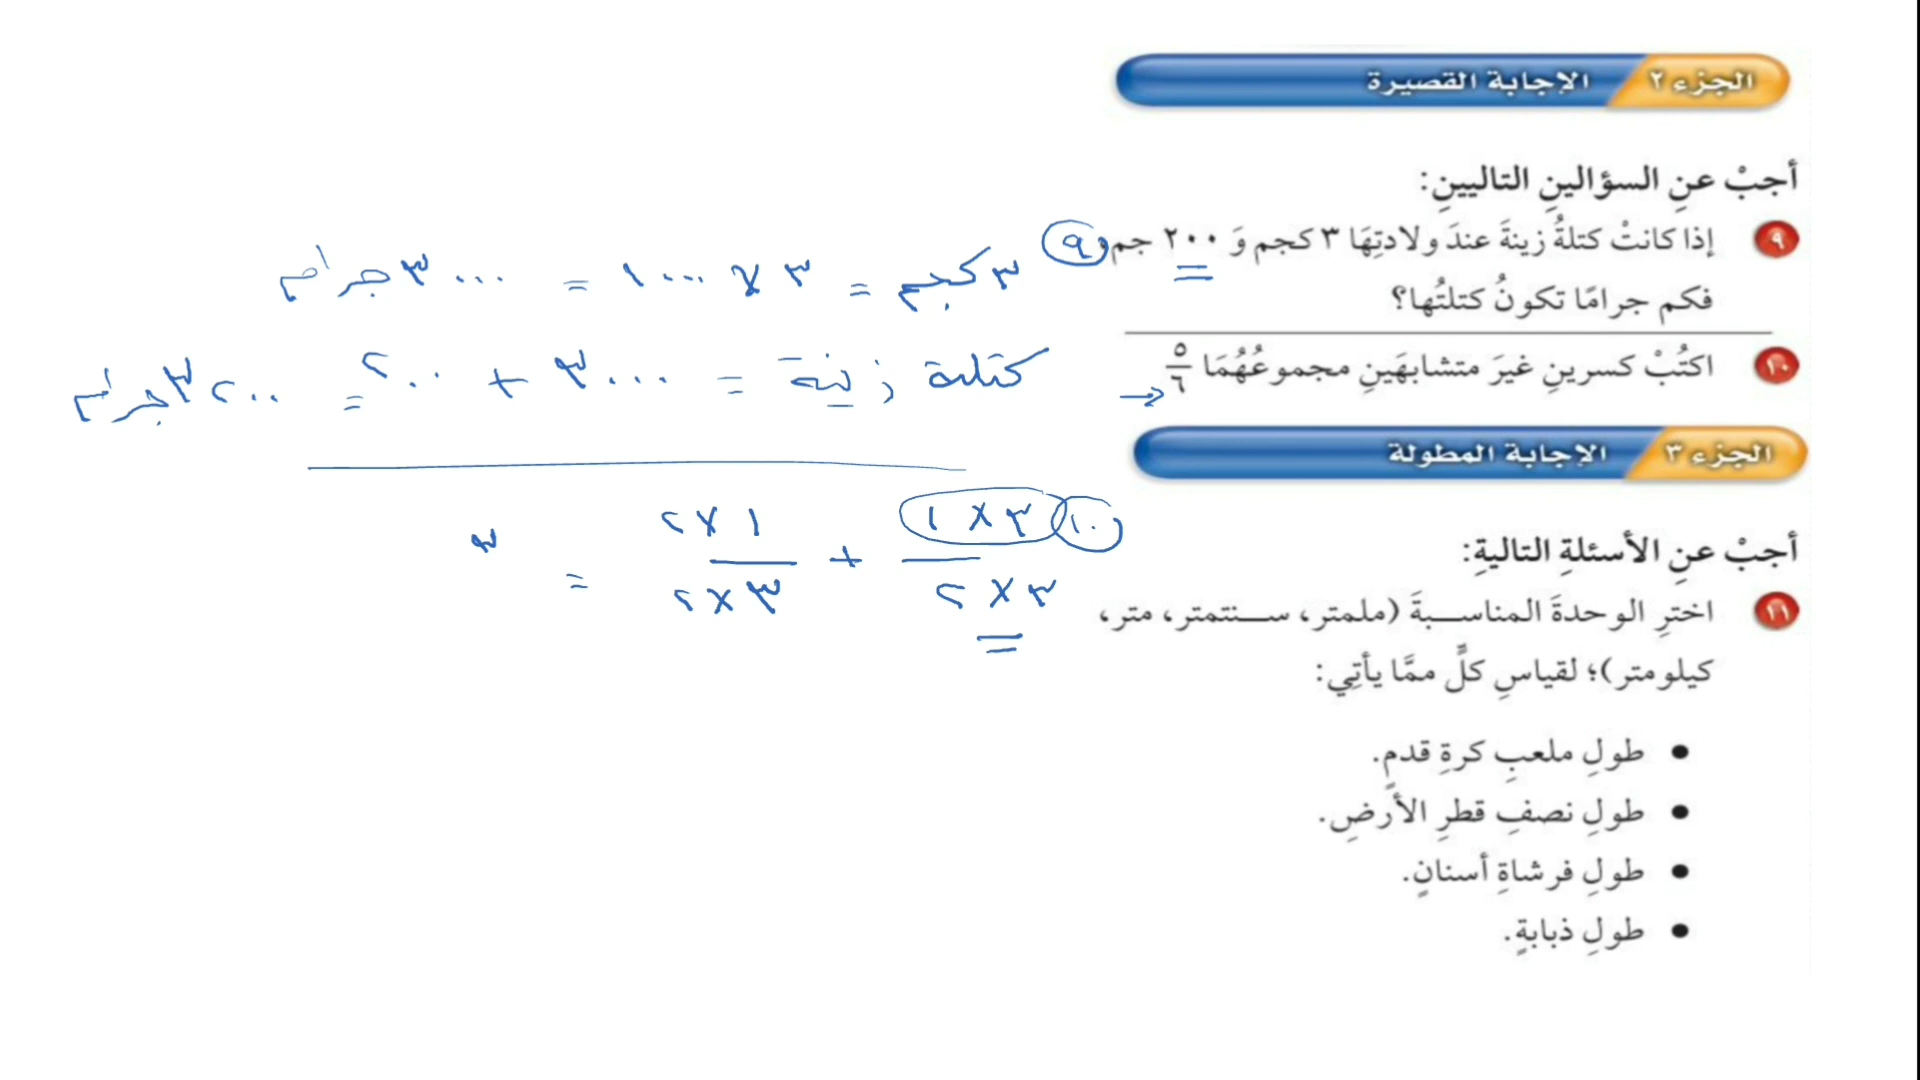 الجزء ٢ الإجابة القصيرة
أجبْ عنِ السؤالينِ التاليينِ:
٩ إذا كانتْ كتلةُ زينةَ عندَ ولادتِهَا ٣ كجم وَ ٢٠٠ جم،
فكم جرامًا تكونُ كتلتُها؟
١٠ اكتُبْ كسرينِ غيرَ متشابهَينِ مجموعُهُمَا ٥/٦
الجزء ٣ الإجابة المطولة
أجبْ عنِ الأسئلةِ التاليةِ:
١١ اخترِ الوحدةَ المناسبةَ (ملمتر، سنتمتر، متر،
كيلومتر)؛ لقياسِ كلٍّ ممَّا يأتِي:
• طولِ ملعبِ كرةِ قدمٍ.
• طولِ نصفِ قطرِ الأرضِ.
• طولِ فرشاةِ أسنانٍ.
• طولِ ذبابةٍ.
٩ ٣ كجم = ٣ × ١٠٠٠ = ٣٠٠٠ جرام
كتلة زينة = ٣٠٠٠ + ٢٠٠ = ٣٢٠٠ جرام
١٠ ٣ × ١ + ١ × ٢ = ٣
٣ × ٢ ٣ × ٢